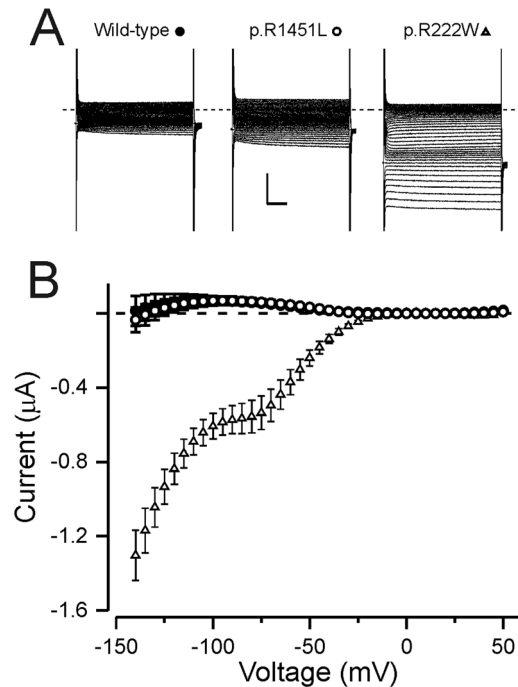 A
Wild-type ● p.R1451L o p.R222W △
B
Current (μA)
-0.4
-0.8
-1.2
-1.6
-150 -100 -50 0 50
Voltage (mV)